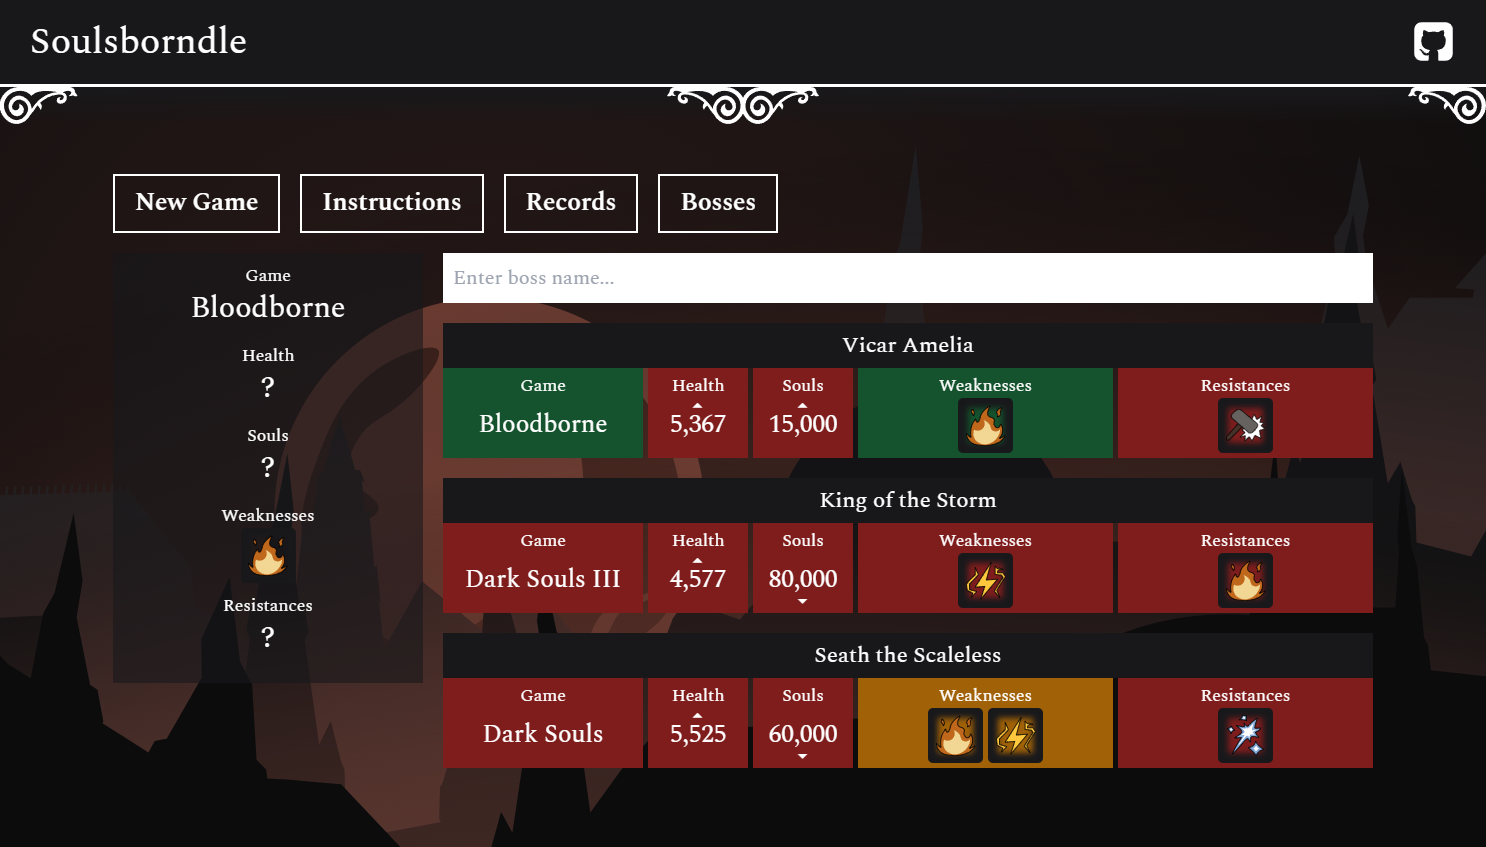 Soulsborndle
New Game
Instructions
Records
Bosses
Game
Bloodborne
Health
?
Souls
?
Weaknesses
Resistances
?
Enter boss name...
Vicar Amelia
Game
Health
Souls
Weaknesses
Resistances
Bloodborne
5,367
15,000
King of the Storm
Game
Health
Souls
Weaknesses
Resistances
Dark Souls III
4,577
80,000
Seath the Scaleless
Game
Health
Souls
Weaknesses
Resistances
Dark Souls
5,525
60,000